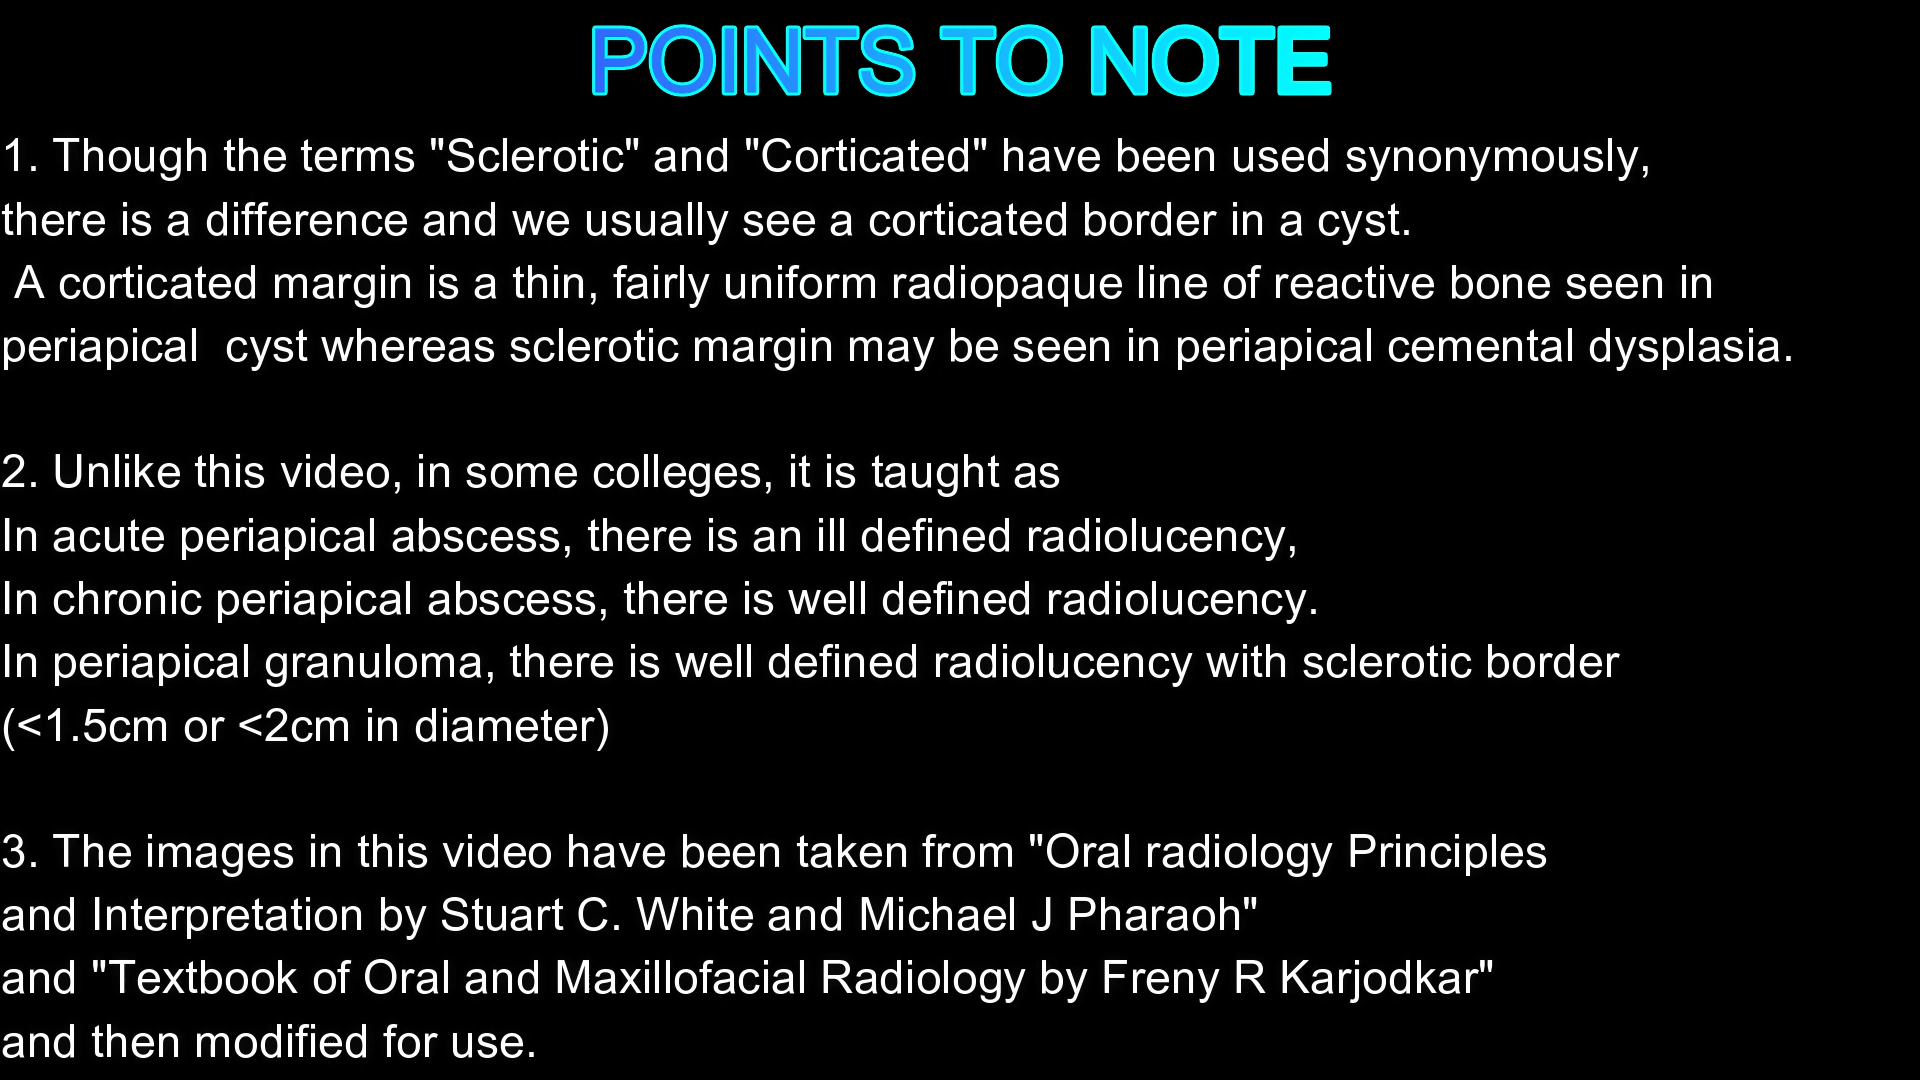 POINTS TO NOTE
1. Though the terms "Sclerotic" and "Corticated" have been used synonymously,
there is a difference and we usually see a corticated border in a cyst.
A corticated margin is a thin, fairly uniform radiopaque line of reactive bone seen in
periapical  cyst whereas sclerotic margin may be seen in periapical cemental dysplasia.
2. Unlike this video, in some colleges, it is taught as
In acute periapical abscess, there is an ill defined radiolucency,
In chronic periapical abscess, there is well defined radiolucency.
In periapical granuloma, there is well defined radiolucency with sclerotic border
(<1.5cm or <2cm in diameter)
3. The images in this video have been taken from "Oral radiology Principles
and Interpretation by Stuart C. White and Michael J Pharaoh"
and "Textbook of Oral and Maxillofacial Radiology by Freny R Karjodkar"
and then modified for use.